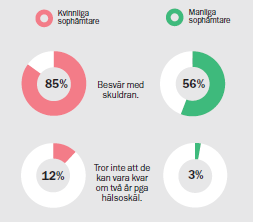 Kvinnliga
sophämtare
Manliga
sophämtare
85%
Besvär med
skuldran.
56%
12%
Tror inte att de
kan vara kvar
om två år pga
hälsoskäl.
3%